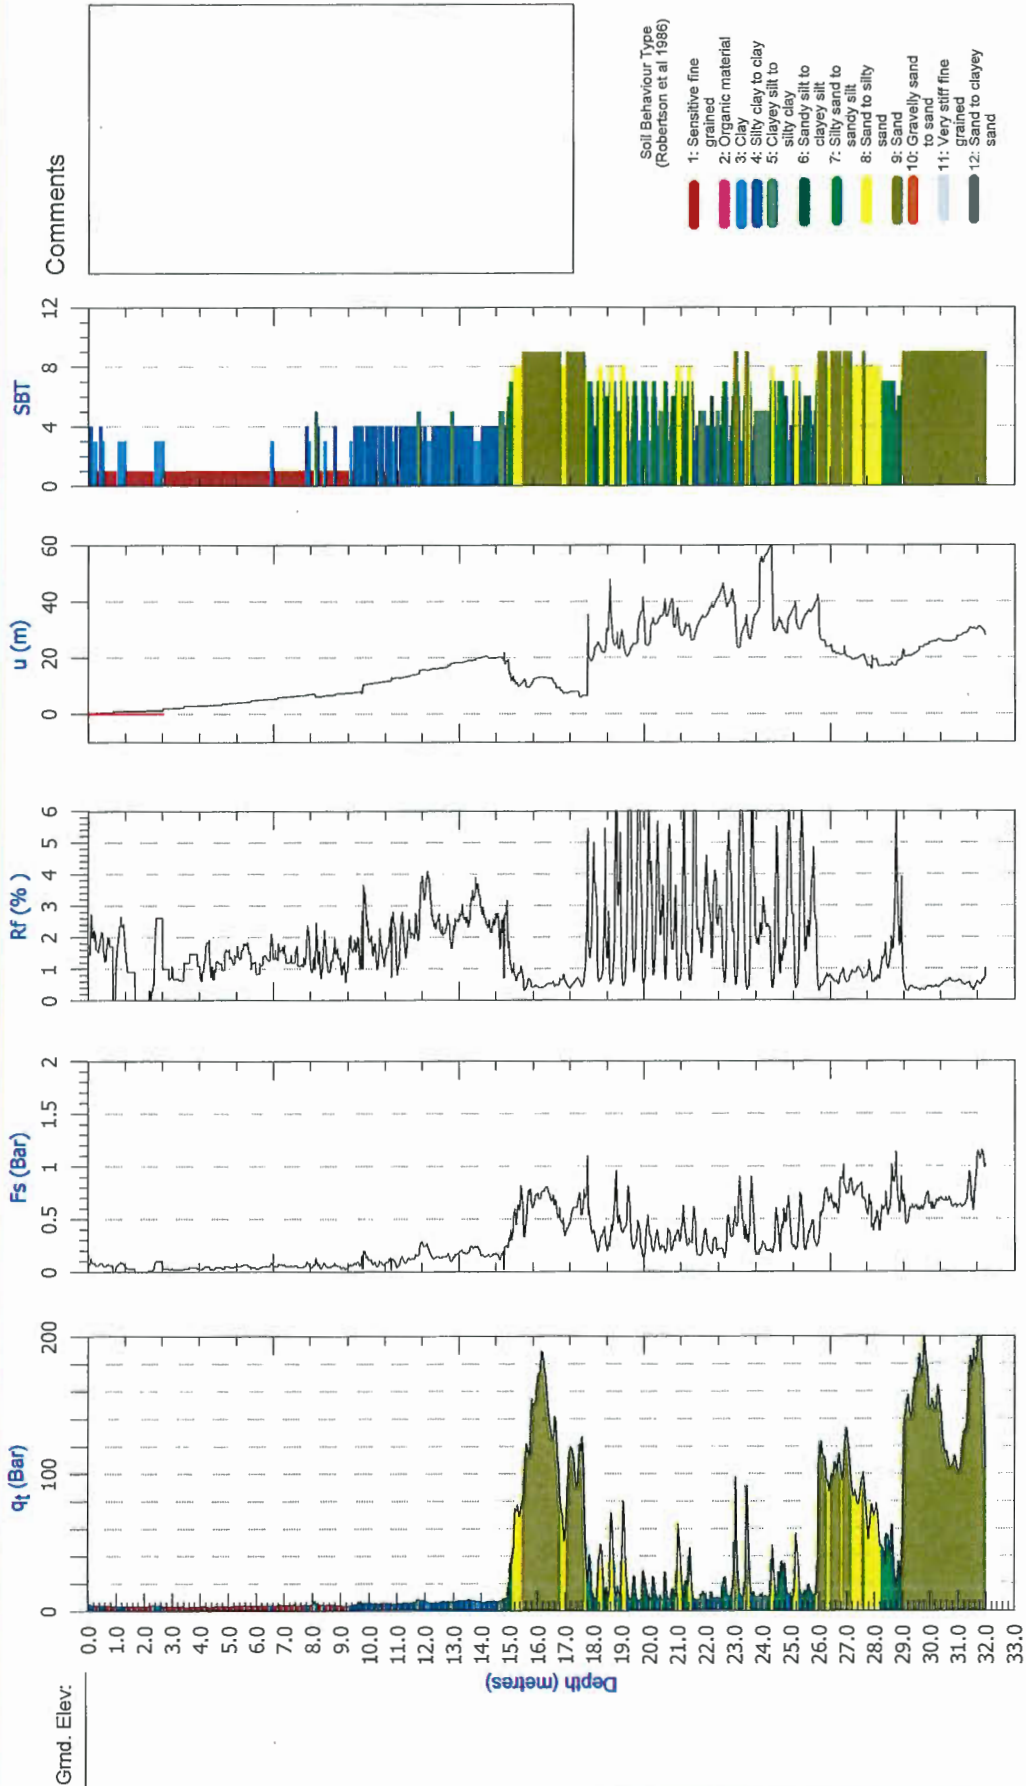 Grnd. Elev:
qt (Bar)
Fs (Bar)
Rf (% )
u (m)
SBT
Comments
0
100
200
0
0.5
1
1.5
2
0
1
2
3
4
5
6
0
20
40
60
0
4
8
12
Depth (metres)
0.0
1.0
2.0
3.0
4.0
5.0
6.0
7.0
8.0
9.0
10.0
11.0
12.0
13.0
14.0
15.0
16.0
17.0
18.0
19.0
20.0
21.0
22.0
23.0
24.0
25.0
26.0
27.0
28.0
29.0
30.0
31.0
32.0
33.0
Soil Behaviour Type
(Robertson et al 1986)
1: Sensitive fine
grained
2: Organic material
3: Clay
4: Silty clay to clay
5: Clayey silt to
silty clay
6: Sandy silt to
clayey silt
7: Silty sand to
sandy silt
8: Sand to silty
sand
9: Sand
10: Gravelly sand
to sand
11: Very stiff fine
grained
12: Sand to clayey
sand